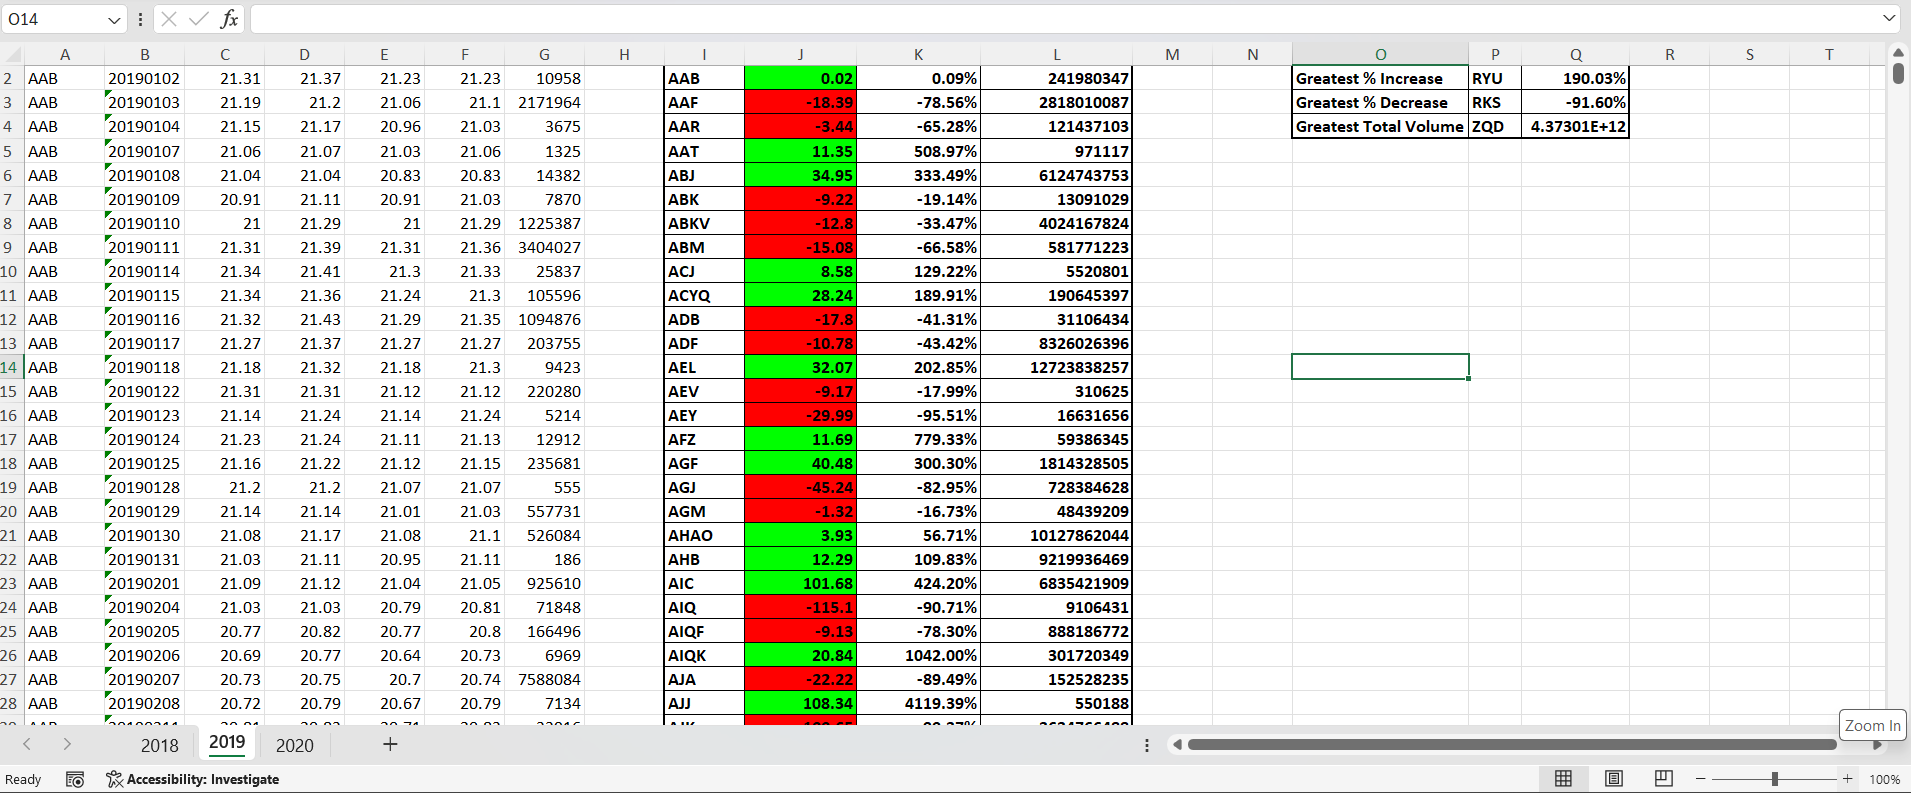 O14 fx
A B C D E F G H I J K L M N O P Q R S T
2 AAB 20190102 21.31 21.37 21.23 21.23 10958 AAB 0.02 0.09% 241980347 Greatest % Increase RYU 190.03%
3 AAB 20190103 21.19 21.2 21.06 21.1 2171964 AAF -18.39 -78.56% 2818010087 Greatest % Decrease RKS -91.60%
4 AAB 20190104 21.15 21.17 20.96 21.03 3675 AAR -3.44 -65.28% 121437103 Greatest Total Volume ZQD 4.37301E+12
5 AAB 20190107 21.06 21.07 21.03 21.06 1325 AAT 11.35 508.97% 971117
6 AAB 20190108 21.04 21.04 20.83 20.83 14382 ABJ 34.95 333.49% 6124743753
7 AAB 20190109 20.91 21.11 20.91 21.03 7870 ABK -9.22 -19.14% 13091029
8 AAB 20190110 21 21.29 21 21.29 1225387 ABKV -12.8 -33.47% 4024167824
9 AAB 20190111 21.31 21.39 21.31 21.36 3404027 ABM -15.08 -66.58% 581771223
10 AAB 20190114 21.34 21.41 21.3 21.33 25837 ACJ 8.58 129.22% 5520801
11 AAB 20190115 21.34 21.36 21.24 21.3 105596 ACYQ 28.24 189.91% 190645397
12 AAB 20190116 21.32 21.43 21.29 21.35 1094876 ADB -17.8 -41.31% 31106434
13 AAB 20190117 21.27 21.37 21.27 21.27 203755 ADF -10.78 -43.42% 8326026396
14 AAB 20190118 21.18 21.32 21.18 21.3 9423 AEL 32.07 202.85% 12723838257
15 AAB 20190122 21.31 21.31 21.12 21.12 220280 AEV -9.17 -17.99% 310625
16 AAB 20190123 21.14 21.24 21.14 21.24 5214 AEY -29.99 -95.51% 16631656
17 AAB 20190124 21.23 21.24 21.11 21.13 12912 AFZ 11.69 779.33% 59386345
18 AAB 20190125 21.16 21.22 21.12 21.15 235681 AGF 40.48 300.30% 1814328505
19 AAB 20190128 21.2 21.2 21.07 21.07 555 AGJ -45.24 -82.95% 728384628
20 AAB 20190129 21.14 21.14 21.01 21.03 557731 AGM -1.32 -16.73% 48439209
21 AAB 20190130 21.08 21.17 21.08 21.1 526084 AHAO 3.93 56.71% 10127862044
22 AAB 20190131 21.03 21.11 20.95 21.11 186 AHB 12.29 109.83% 9219936469
23 AAB 20190201 21.09 21.12 21.04 21.05 925610 AIC 101.68 424.20% 6835421909
24 AAB 20190204 21.03 21.03 20.79 20.81 71848 AIQ -115.1 -90.71% 9106431
25 AAB 20190205 20.77 20.82 20.77 20.8 166496 AIQF -9.13 -78.30% 888186772
26 AAB 20190206 20.69 20.77 20.64 20.73 6969 AIQK 20.84 1042.00% 301720349
27 AAB 20190207 20.73 20.75 20.7 20.74 7588084 AJA -22.22 -89.49% 152528235
28 AAB 20190208 20.72 20.79 20.67 20.79 7134 AJJ 108.34 4119.39% 550188
Zoom In
2018 2019 2020 +
Ready Accessibility: Investigate 100%